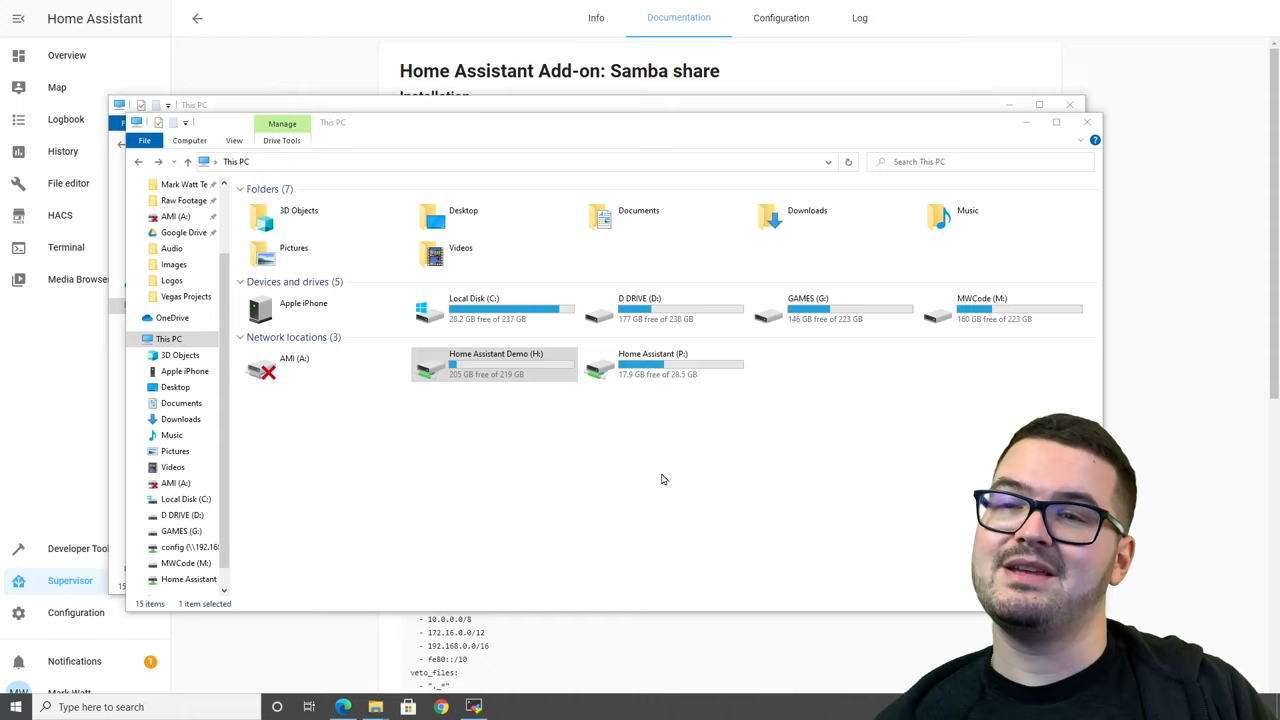 Home Assistant
Info
Documentation
Configuration
Log
Overview
Map
Logbook
History
File editor
HACS
Terminal
Media Browser
Developer Tool
Supervisor
Configuration
Notifications
1
MW
Mark Watt
Home Assistant Add-on: Samba share
Installation
This PC
Manage
This PC
File
Computer
View
Drive Tools
This PC
Search This PC
Mark Watt Te
Raw Footage
AMI (A:)
Google Drive
Audio
Images
Logos
Vegas Projects
OneDrive
This PC
3D Objects
Apple iPhone
Desktop
Documents
Downloads
Music
Pictures
Videos
AMI (A:)
Local Disk (C:)
D DRIVE (D:)
GAMES (G:)
config (\\192.168
MWCode (M:)
Home Assistant
Folders (7)
3D Objects
Desktop
Documents
Downloads
Music
Pictures
Videos
Devices and drives (5)
Apple iPhone
Local Disk (C:)
28.2 GB free of 237 GB
D DRIVE (D:)
177 GB free of 238 GB
GAMES (G:)
146 GB free of 223 GB
MWCode (M:)
160 GB free of 223 GB
Network locations (3)
AMI (A:)
Home Assistant Demo (H:)
205 GB free of 219 GB
Home Assistant (P:)
17.9 GB free of 28.5 GB
15 items
1 item selected
15
- 10.0.0.0/8
- 172.16.0.0/12
- 192.168.0.0/16
- fe80::/10
veto_files:
- "._*"
Type here to search